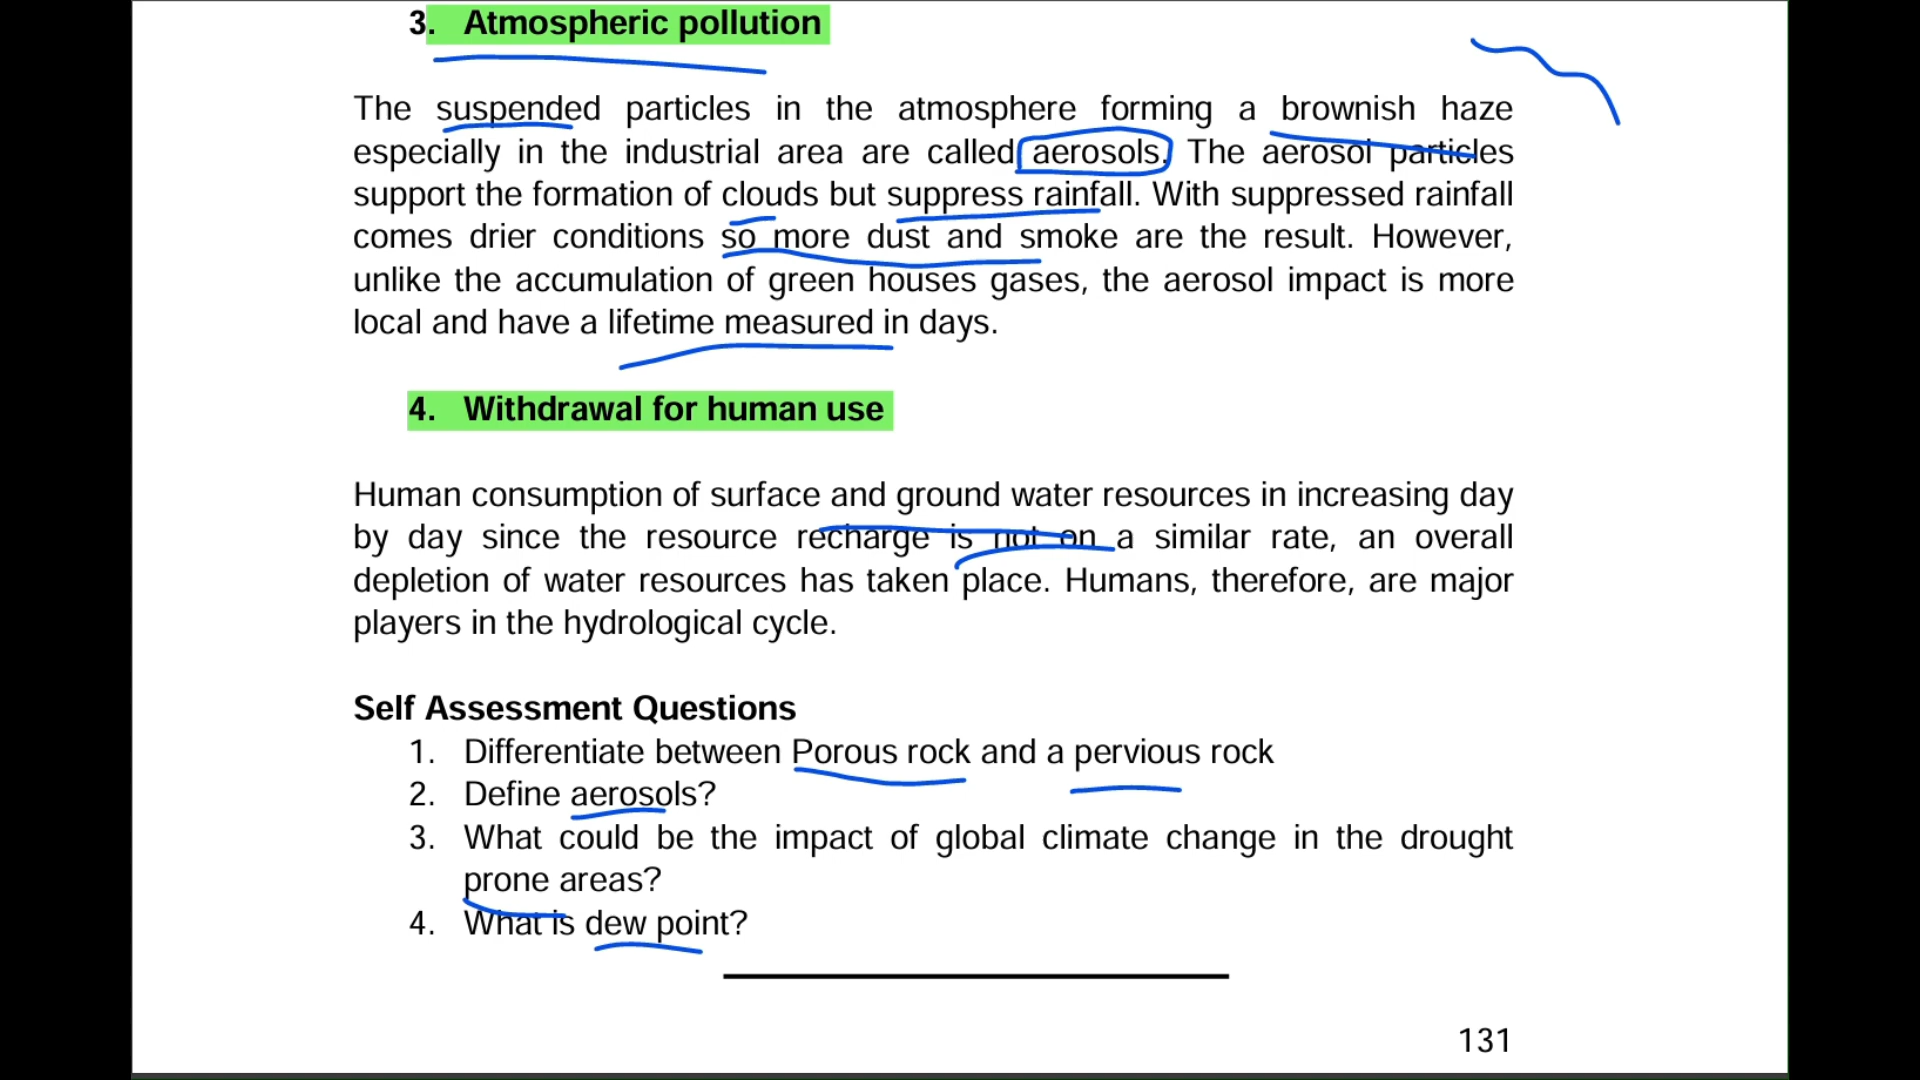 3. Atmospheric pollution
The suspended particles in the atmosphere forming a brownish haze
especially in the industrial area are called aerosols. The aerosol particles
support the formation of clouds but suppress rainfall. With suppressed rainfall
comes drier conditions so more dust and smoke are the result. However,
unlike the accumulation of green houses gases, the aerosol impact is more
local and have a lifetime measured in days.
4. Withdrawal for human use
Human consumption of surface and ground water resources in increasing day
by day since the resource recharge is not on a similar rate, an overall
depletion of water resources has taken place. Humans, therefore, are major
players in the hydrological cycle.
Self Assessment Questions
1. Differentiate between Porous rock and a pervious rock
2. Define aerosols?
3. What could be the impact of global climate change in the drought
prone areas?
4. What is dew point?
131